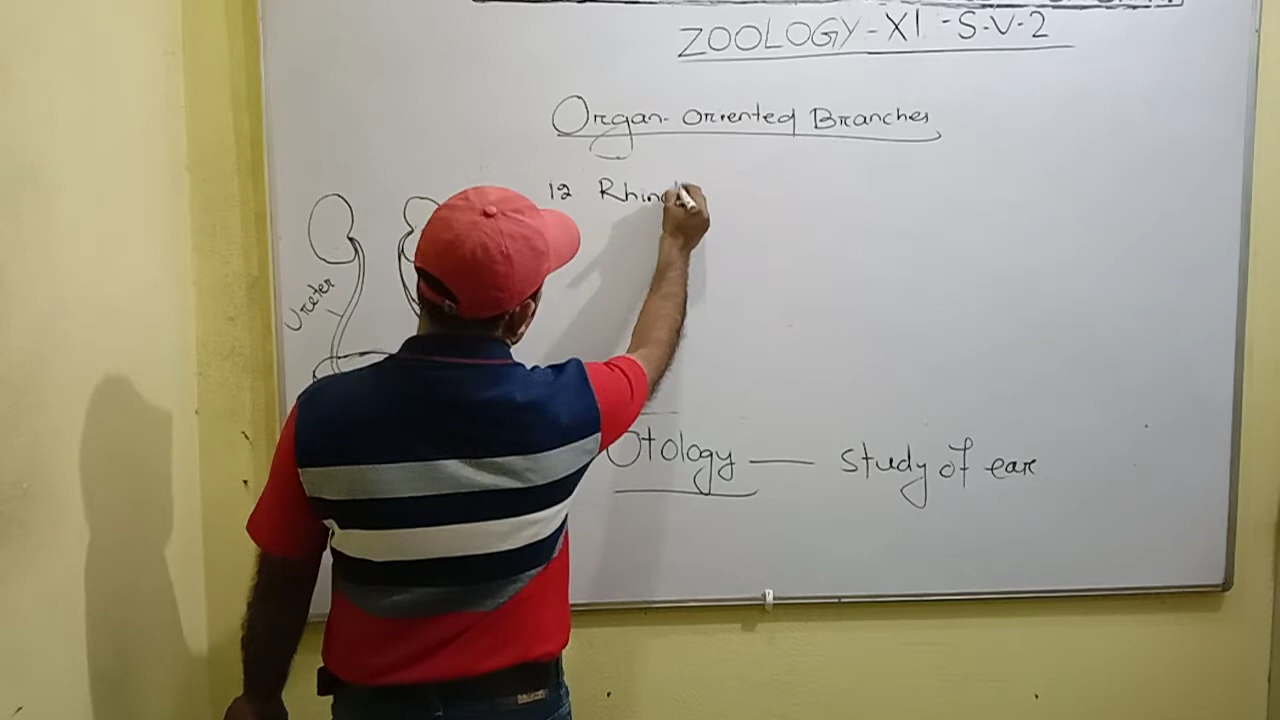 ZOOLOGY-XI-S-V-2
Organ-Oriented Branches
12 Rhino
Ureter
Otology — study of ear